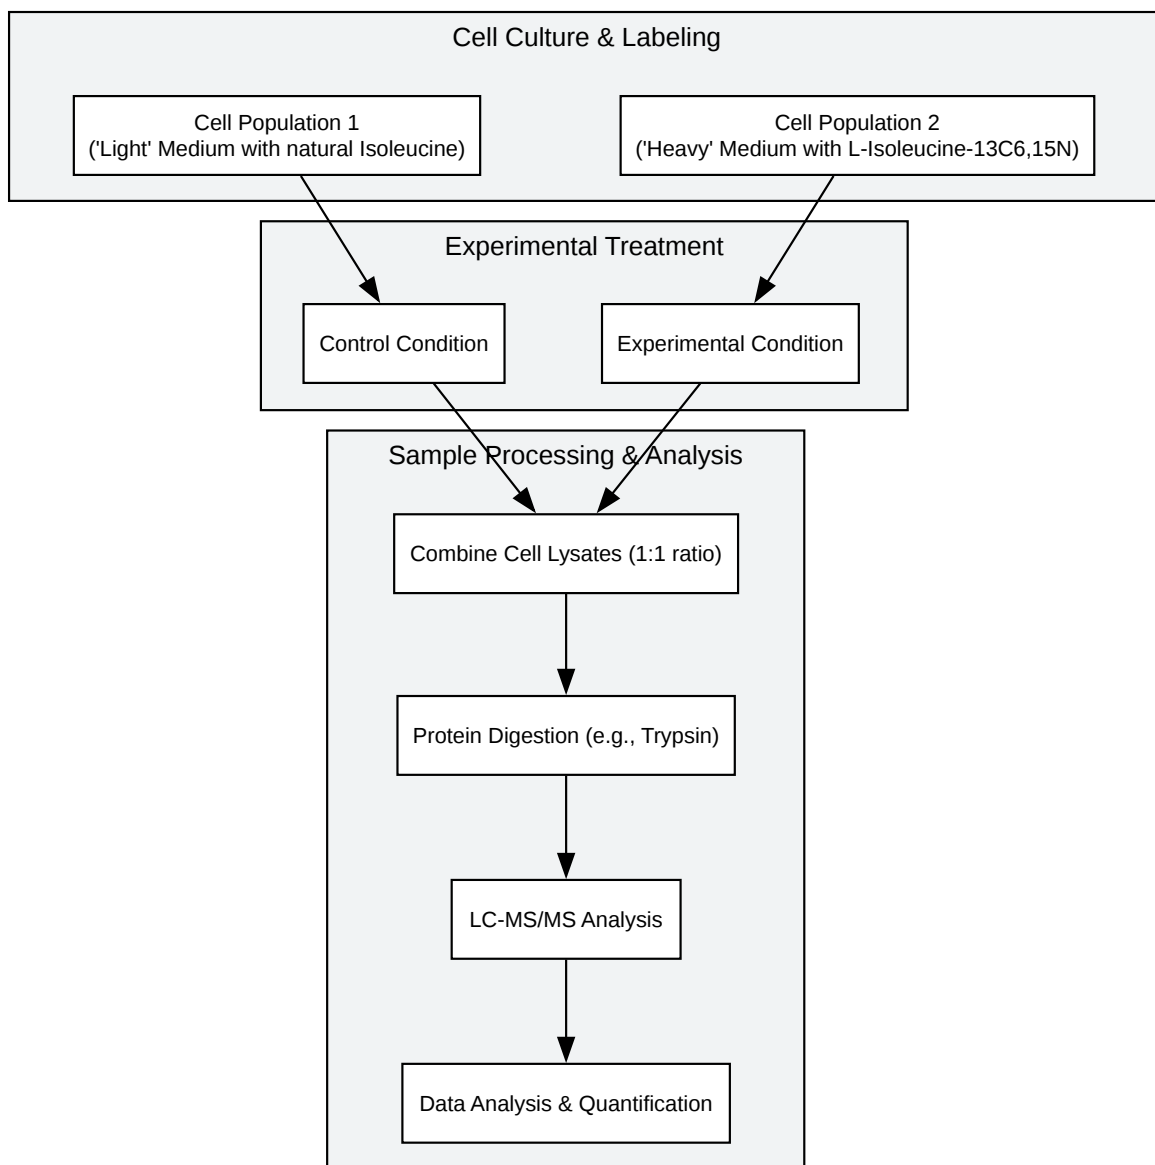 Cell Culture & Labeling
Cell Population 1
('Light' Medium with natural Isoleucine)
Cell Population 2
('Heavy' Medium with L-Isoleucine-13C6,15N)
Experimental Treatment
Control Condition
Experimental Condition
Sample Processing & Analysis
Combine Cell Lysates (1:1 ratio)
Protein Digestion (e.g., Trypsin)
LC-MS/MS Analysis
Data Analysis & Quantification